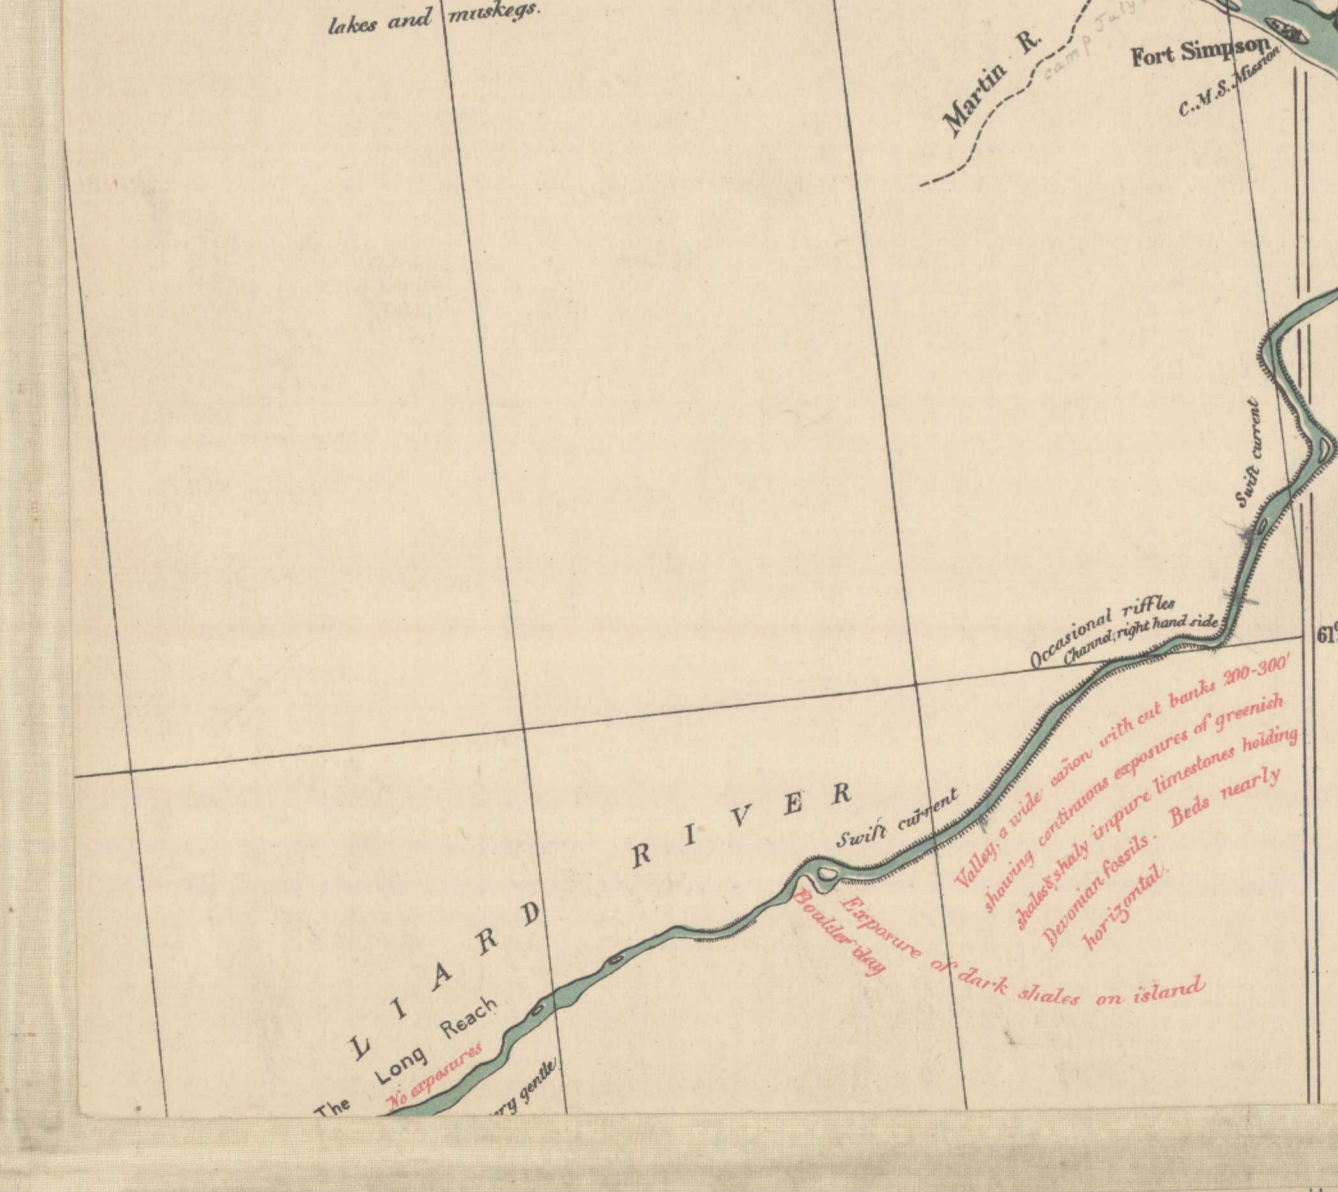 lakes and muskegs.
Martin R.
camp July
Fort Simpson
C.M.S. Mission
Swift current
Occasional riffles
Channel, right hand side
61°
Valley, a wide cañon with cut banks 200-300'
showing continuous exposures of greenish
shales & shaly impure limestones holding
Devonian fossils. Beds nearly
horizontal.
LIARD RIVER
Swift current
Boulder clay
Exposure of dark shales on island
The Long Reach
No exposures
gentle